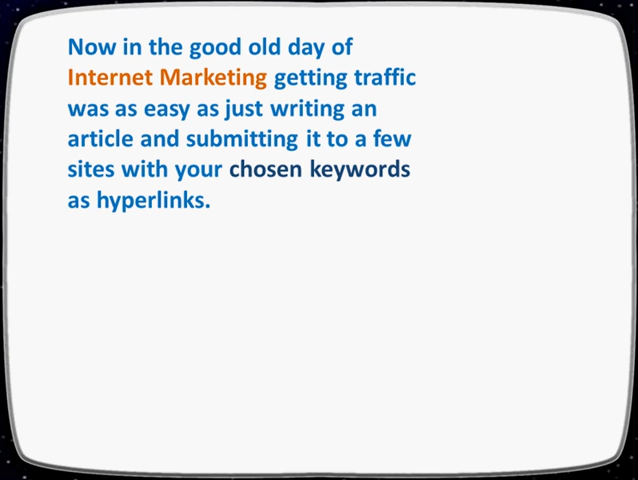 Now in the good old day of
Internet Marketing getting traffic
was as easy as just writing an
article and submitting it to a few
sites with your chosen keywords
as hyperlinks.